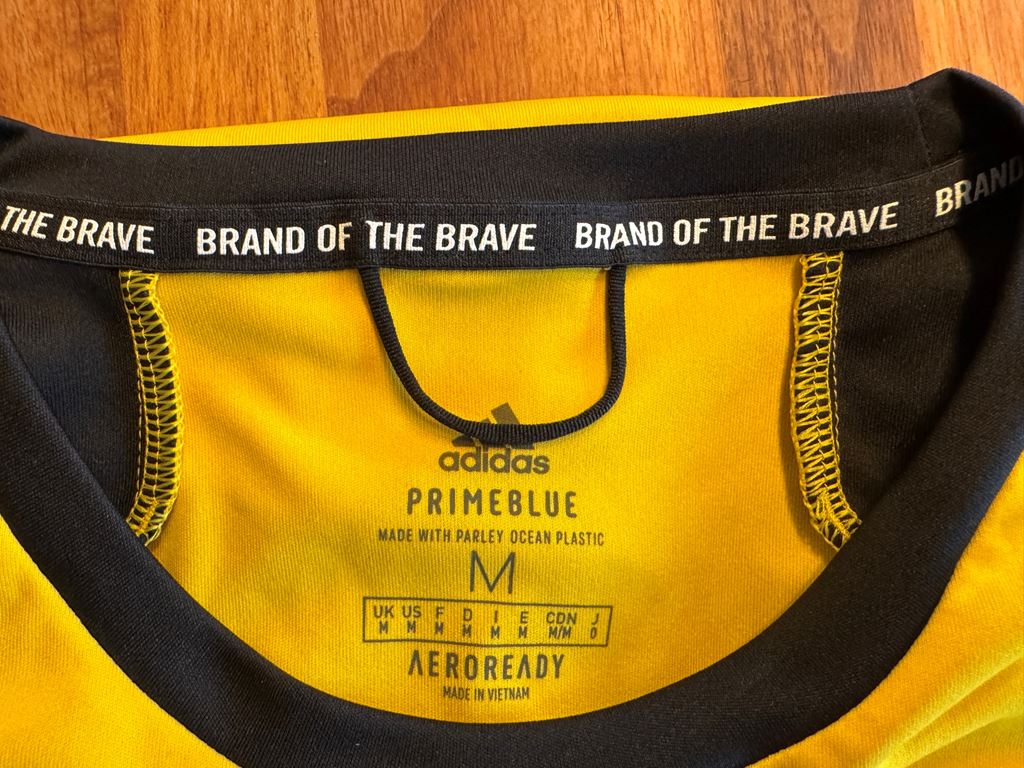 THE BRAVE BRAND OF THE BRAVE BRAND OF THE BRAVE BRAND
adidas
PRIMEBLUE
MADE WITH PARLEY OCEAN PLASTIC
M
UK US F D I E CDN J
M M M M M M M/M O
AEROREADY
MADE IN VIETNAM